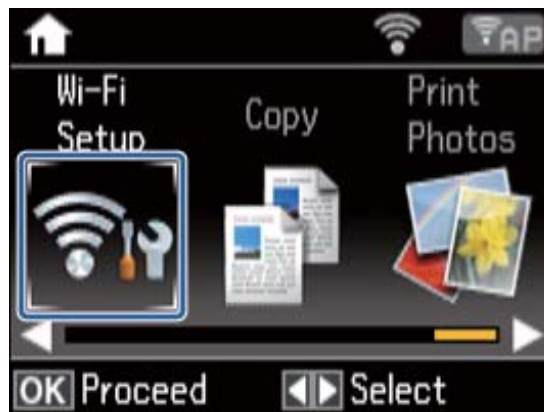 AP
Wi-Fi
Setup
Copy
Print
Photos
OK Proceed
Select